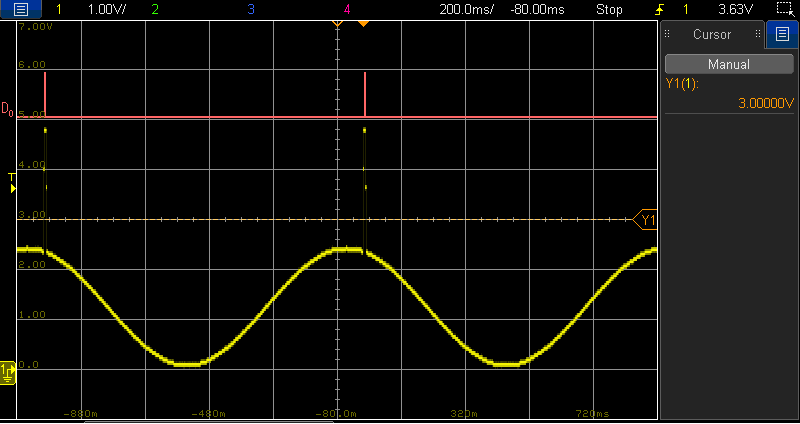 1 1.00V/ 2 3 4 200.0ms/ -80.00ms Stop 1 3.63V
7.00V
Cursor
6.00
Manual
Y1(1):
3.00000V
D0
5.00
4.00
T
3.00
Y1
2.00
1.00
0.0
1
-880m -480m -80.0m 320m 720ms